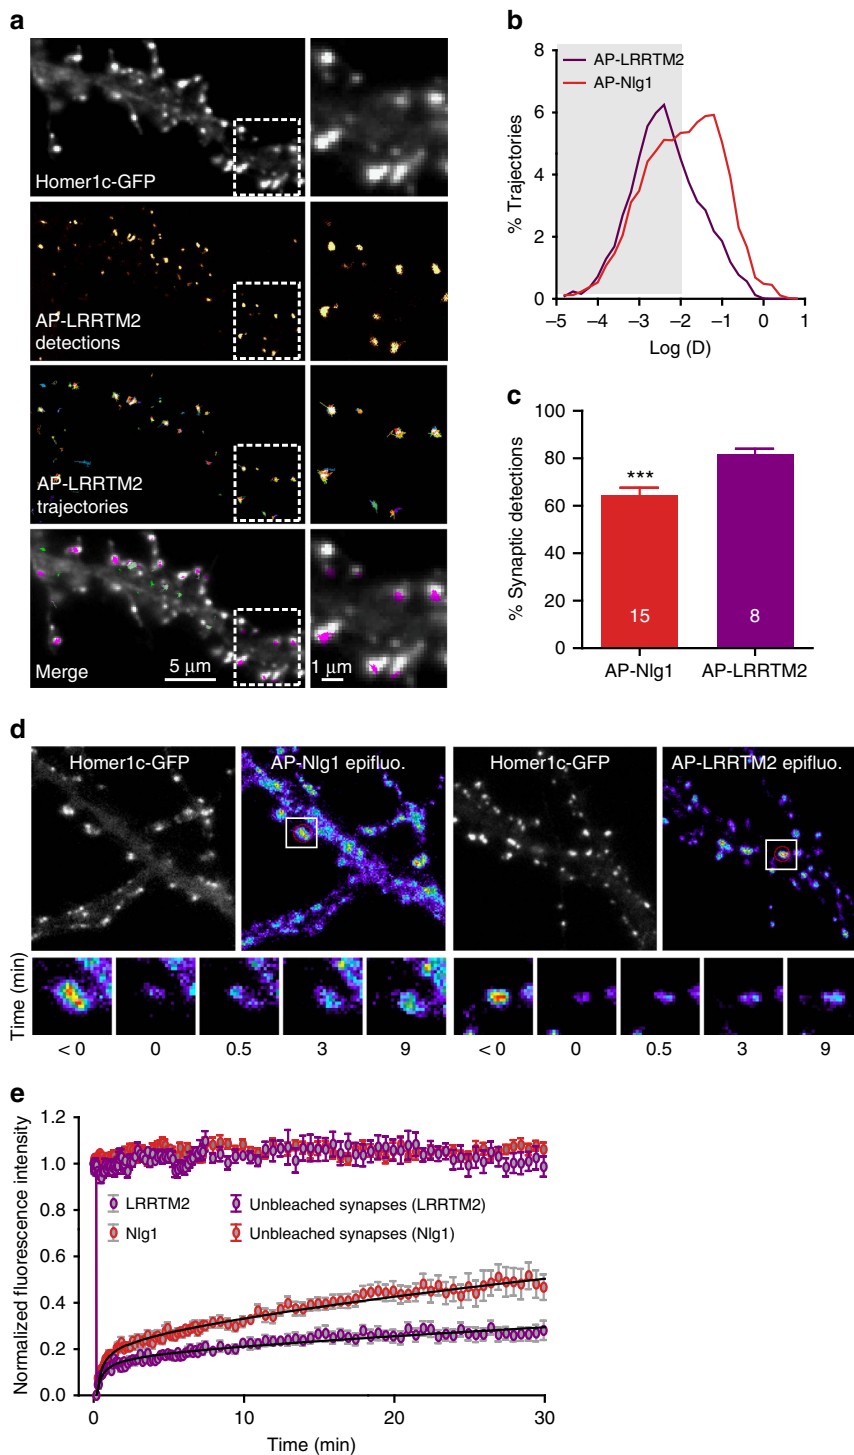 a
Homer1c-GFP
AP-LRRTM2
detections
AP-LRRTM2
trajectories
Merge
5 μm
1 μm
b
8
6
4
2
0
% Trajectories
AP-LRRTM2
AP-Nlg1
–5 –4 –3 –2 –1 0 1
Log (D)
c
100
80
60
40
20
0
% Synaptic detections
***
15
8
AP-Nlg1
AP-LRRTM2
d
Homer1c-GFP
AP-Nlg1 epifluo.
Homer1c-GFP
AP-LRRTM2 epifluo.
Time (min)
< 0 0 0.5 3 9
< 0 0 0.5 3 9
e
1.2
1.0
0.8
0.6
0.4
0.2
0.0
Normalized fluorescence intensity
LRRTM2
Nlg1
Unbleached synapses (LRRTM2)
Unbleached synapses (Nlg1)
0 10 20 30
Time (min)